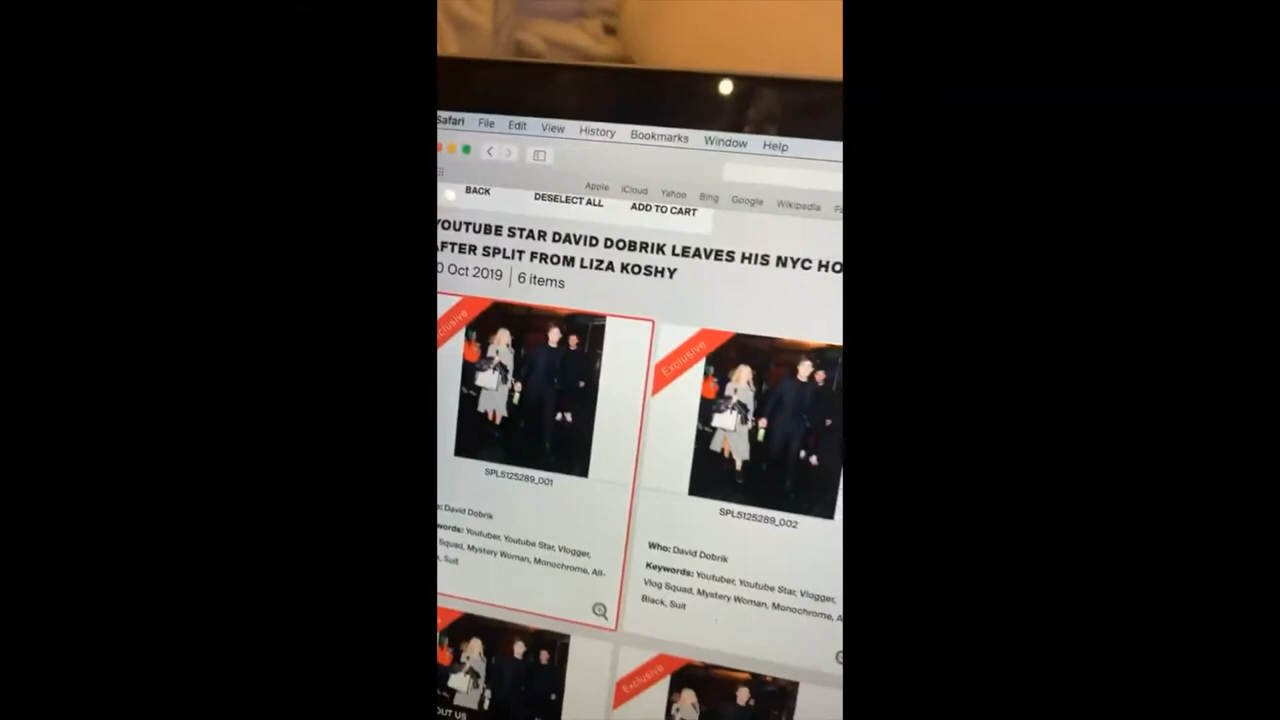 Safari File Edit View History Bookmarks Window Help
Apple iCloud Yahoo Bing Google Wikipedia
BACK DESELECT ALL ADD TO CART
YOUTUBE STAR DAVID DOBRIK LEAVES HIS NYC HO
AFTER SPLIT FROM LIZA KOSHY
0 Oct 2019 | 6 items
clusive
Exclusive
SPL5125289_001
SPL5125289_002
: David Dobrik
words: Youtuber, Youtube Star, Vlogger,
Squad, Mystery Woman, Monochrome, All-
, Suit
Who: David Dobrik
Keywords: Youtuber, Youtube Star, Vlogger,
Vlog Squad, Mystery Woman, Monochrome, A
Black, Suit
Exclusive
OUT US